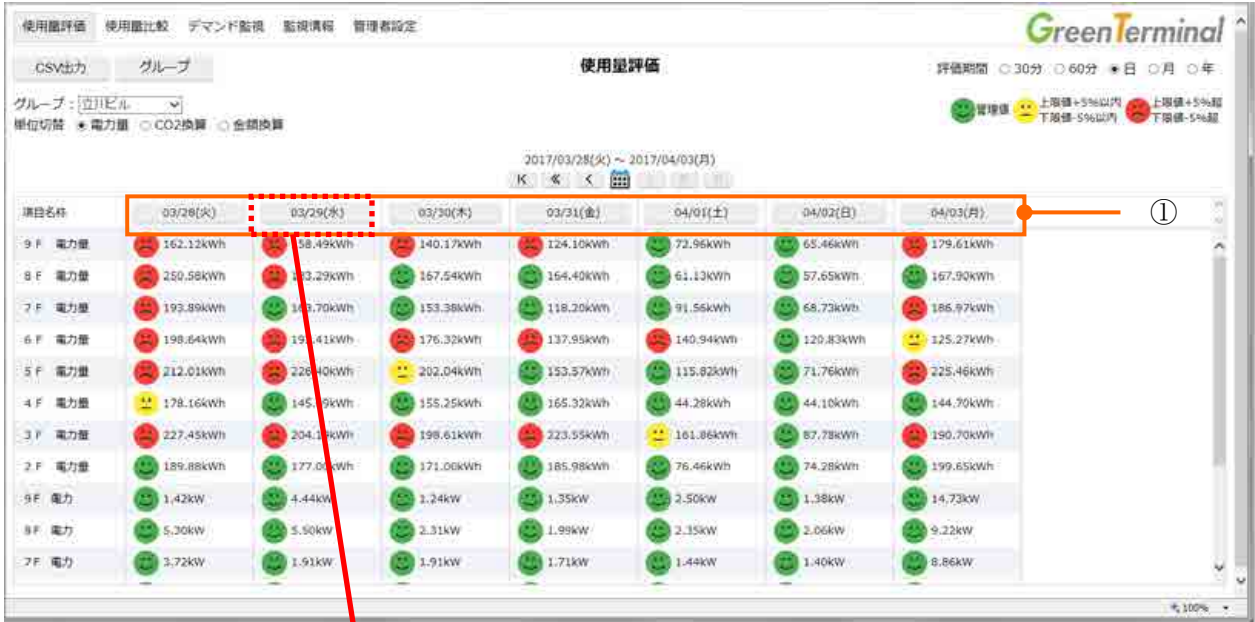 使用量評価 使用量比較 デマンド監視 監視情報 管理者設定
GreenTerminal
CSV出力 グループ
使用量評価
評価期間 30分 60分 日 月 年
グループ：立川ビル
管理値 上限値+5%以内 上限値+5%超
下限値-5%以内 下限値-5%超
単位切替 電力量 CO2換算 金額換算
2017/03/28(火) ～ 2017/04/03(月)
項目名称 03/28(火) 03/29(水) 03/30(木) 03/31(金) 04/01(土) 04/02(日) 04/03(月) ①
9F 電力量 162.12kWh 158.49kWh 140.17kWh 124.10kWh 72.96kWh 65.46kWh 179.61kWh
8F 電力量 250.58kWh 3.29kWh 167.54kWh 164.40kWh 61.13kWh 57.65kWh 167.90kWh
7F 電力量 193.89kWh .70kWh 153.38kWh 118.20kWh 91.56kWh 68.73kWh 186.97kWh
6F 電力量 198.64kWh .41kWh 176.32kWh 137.95kWh 140.94kWh 120.83kWh 125.27kWh
5F 電力量 212.01kWh 226.40kWh 202.04kWh 153.57kWh 115.82kWh 71.76kWh 225.46kWh
4F 電力量 178.16kWh 145. 9kWh 155.25kWh 165.32kWh 44.28kWh 44.10kWh 144.70kWh
3F 電力量 227.45kWh 204.1 kWh 198.61kWh 223.55kWh 161.86kWh 87.78kWh 190.70kWh
2F 電力量 189.88kWh 177.00kWh 171.00kWh 185.98kWh 76.46kWh 74.28kWh 199.65kWh
9F 電力 1.42kW 4.44kW 1.24kW 1.35kW 2.50kW 1.38kW 14.73kW
8F 電力 5.30kW 5.50kW 2.31kW 1.99kW 2.35kW 2.06kW 9.22kW
7F 電力 3.72kW 1.91kW 1.91kW 1.71kW 1.44kW 1.40kW 8.86kW
100%